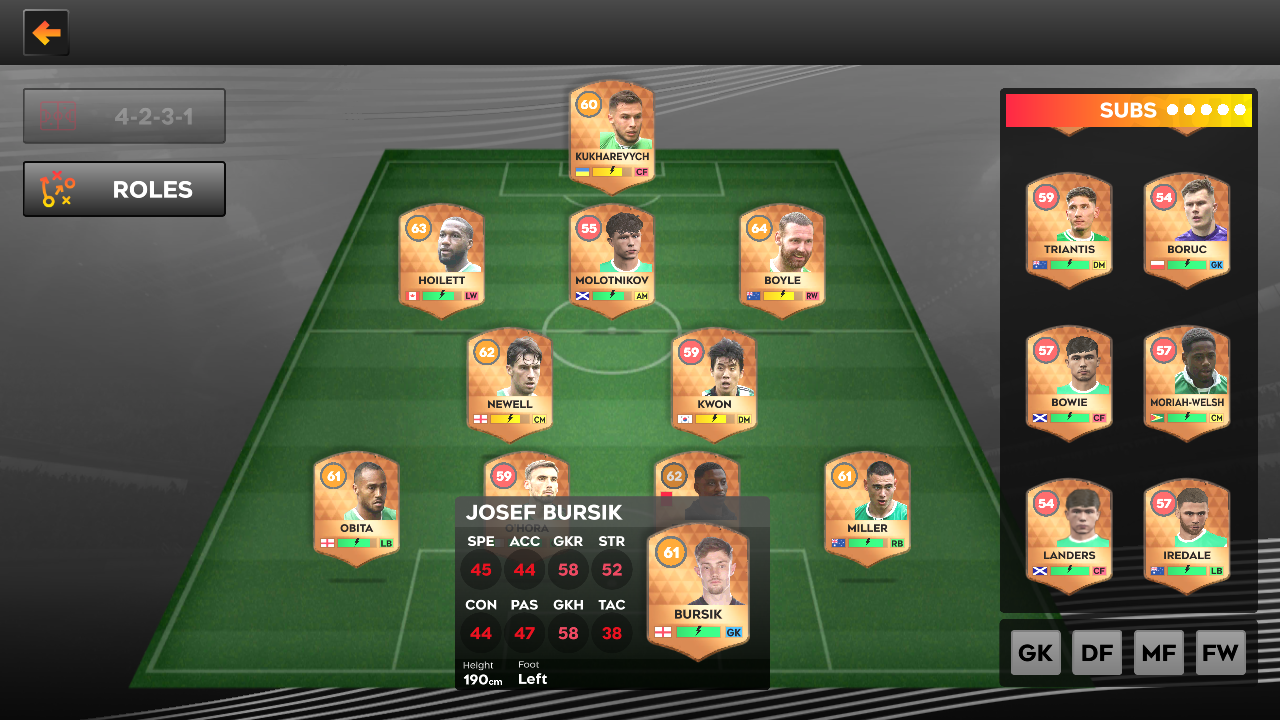 4-2-3-1
ROLES
60
KUKHAREVYCH
CF
63
HOILETT
LW
55
MOLOTNIKOV
AM
64
BOYLE
RW
62
NEWELL
CM
59
KWON
DM
61
OBITA
LB
59
O'HORA
62
61
MILLER
RB
JOSEF BURSIK
SPE ACC GKR STR
45 44 58 52
CON PAS GKH TAC
44 47 58 38
Height Foot
190cm Left
61
BURSIK
GK
SUBS
59
TRIANTIS
DM
54
BORUC
GK
57
BOWIE
CF
57
MORIAH-WELSH
CM
54
LANDERS
CF
57
IREDALE
LB
GK DF MF FW